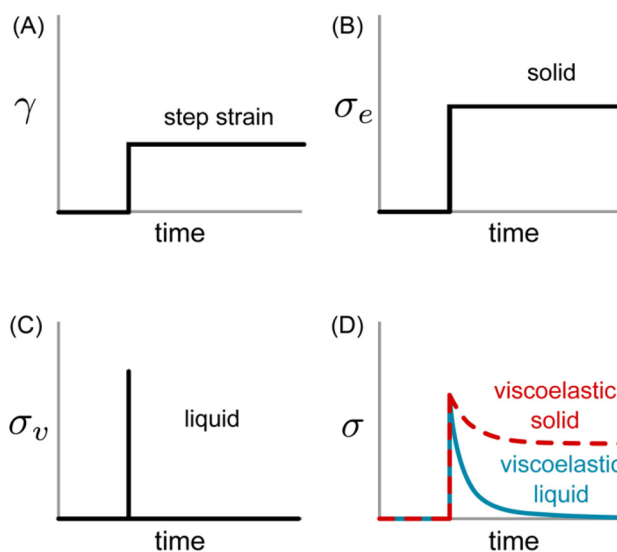 (A)
γ
step strain
time
(B)
σe
solid
time
(C)
σv
liquid
time
(D)
σ
viscoelastic
solid
viscoelastic
liquid
time